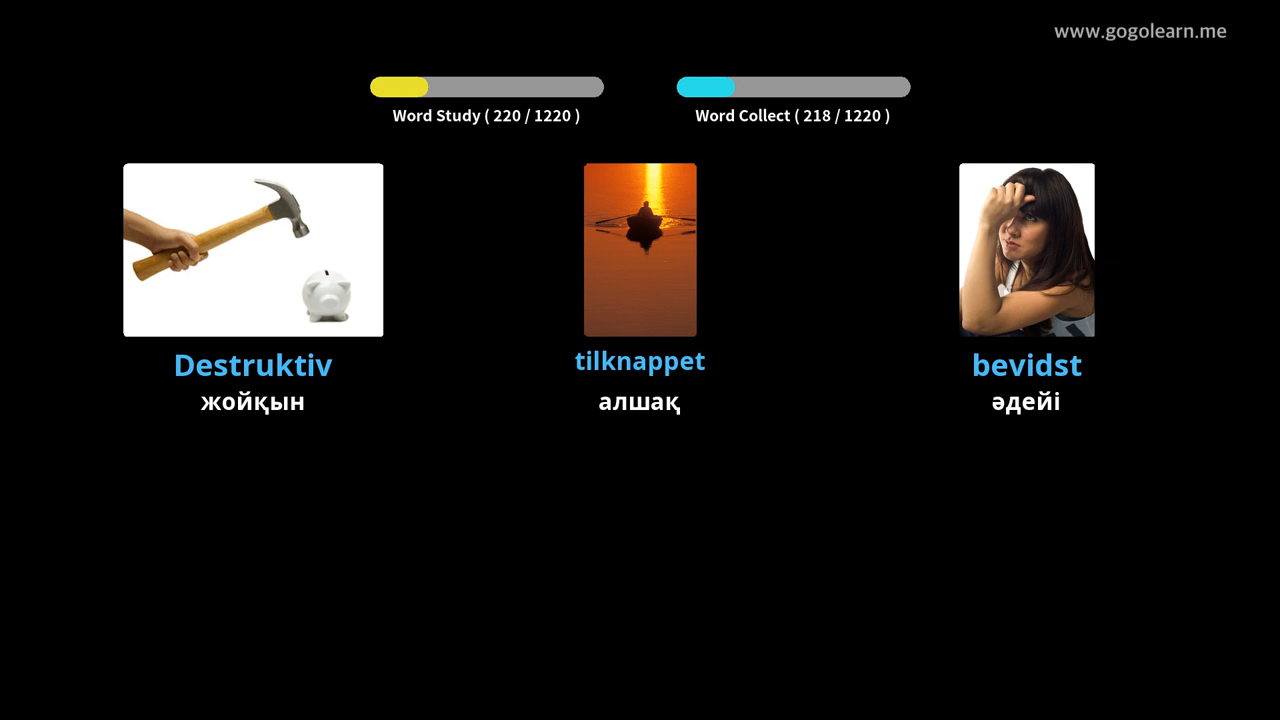 www.gogolearn.me
Word Study ( 220 / 1220 )
Word Collect ( 218 / 1220 )
Destruktiv
tilknappet
bevidst
жойқын
алшақ
әдейі